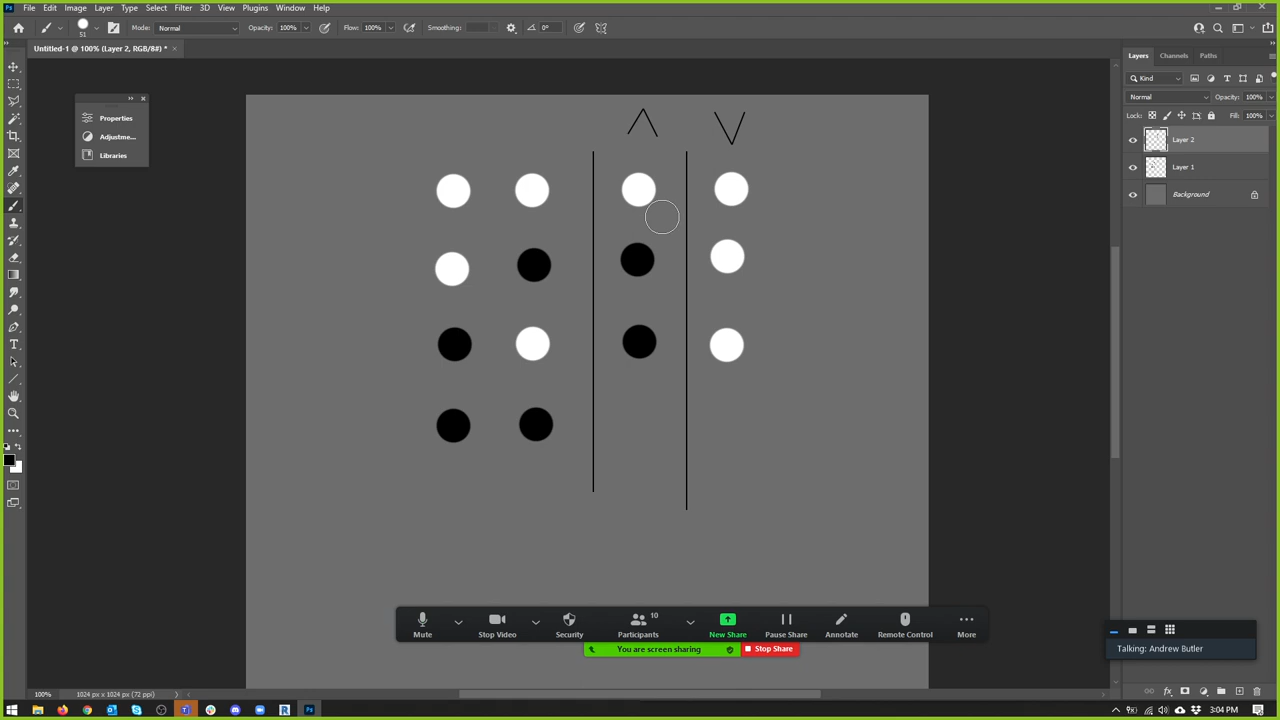 Ps File Edit Image Layer Type Select Filter 3D View Plugins Window Help
51 Mode: Normal Opacity: 100% Flow: 100% Smoothing: 0°
Untitled-1 @ 100% (Layer 2, RGB/8#) *
Properties
Adjustme...
Libraries
∧ ∨
Layers Channels Paths
Kind
Normal Opacity: 100%
Lock: Fill: 100%
Layer 2
Layer 1
Background
10
Mute Stop Video Security Participants New Share Pause Share Annotate Remote Control More
You are screen sharing Stop Share
Talking: Andrew Butler
100% 1024 px x 1024 px (72 ppi)
3:04 PM